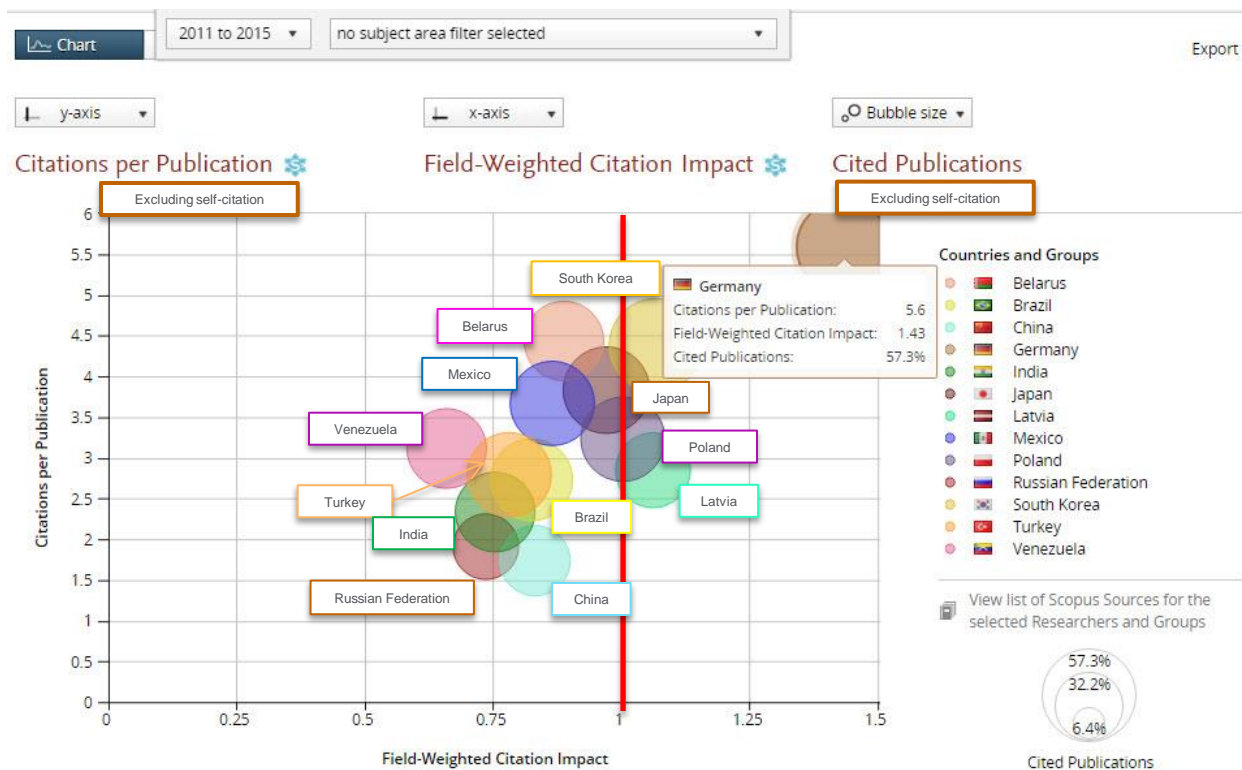 Chart
2011 to 2015
no subject area filter selected
Export
y-axis
x-axis
Bubble size
Citations per Publication
Field-Weighted Citation Impact
Cited Publications
Excluding self-citation
Excluding self-citation
6
5.5
5
4.5
4
3.5
3
2.5
2
1.5
1
0.5
0
Citations per Publication
0
0.25
0.5
0.75
1
1.25
1.5
Field-Weighted Citation Impact
South Korea
Belarus
Mexico
Japan
Venezuela
Poland
Turkey
Latvia
Brazil
India
Russian Federation
China
Germany
Citations per Publication: 5.6
Field-Weighted Citation Impact: 1.43
Cited Publications: 57.3%
Countries and Groups
Belarus
Brazil
China
Germany
India
Japan
Latvia
Mexico
Poland
Russian Federation
South Korea
Turkey
Venezuela
View list of Scopus Sources for the
selected Researchers and Groups
57.3%
32.2%
6.4%
Cited Publications